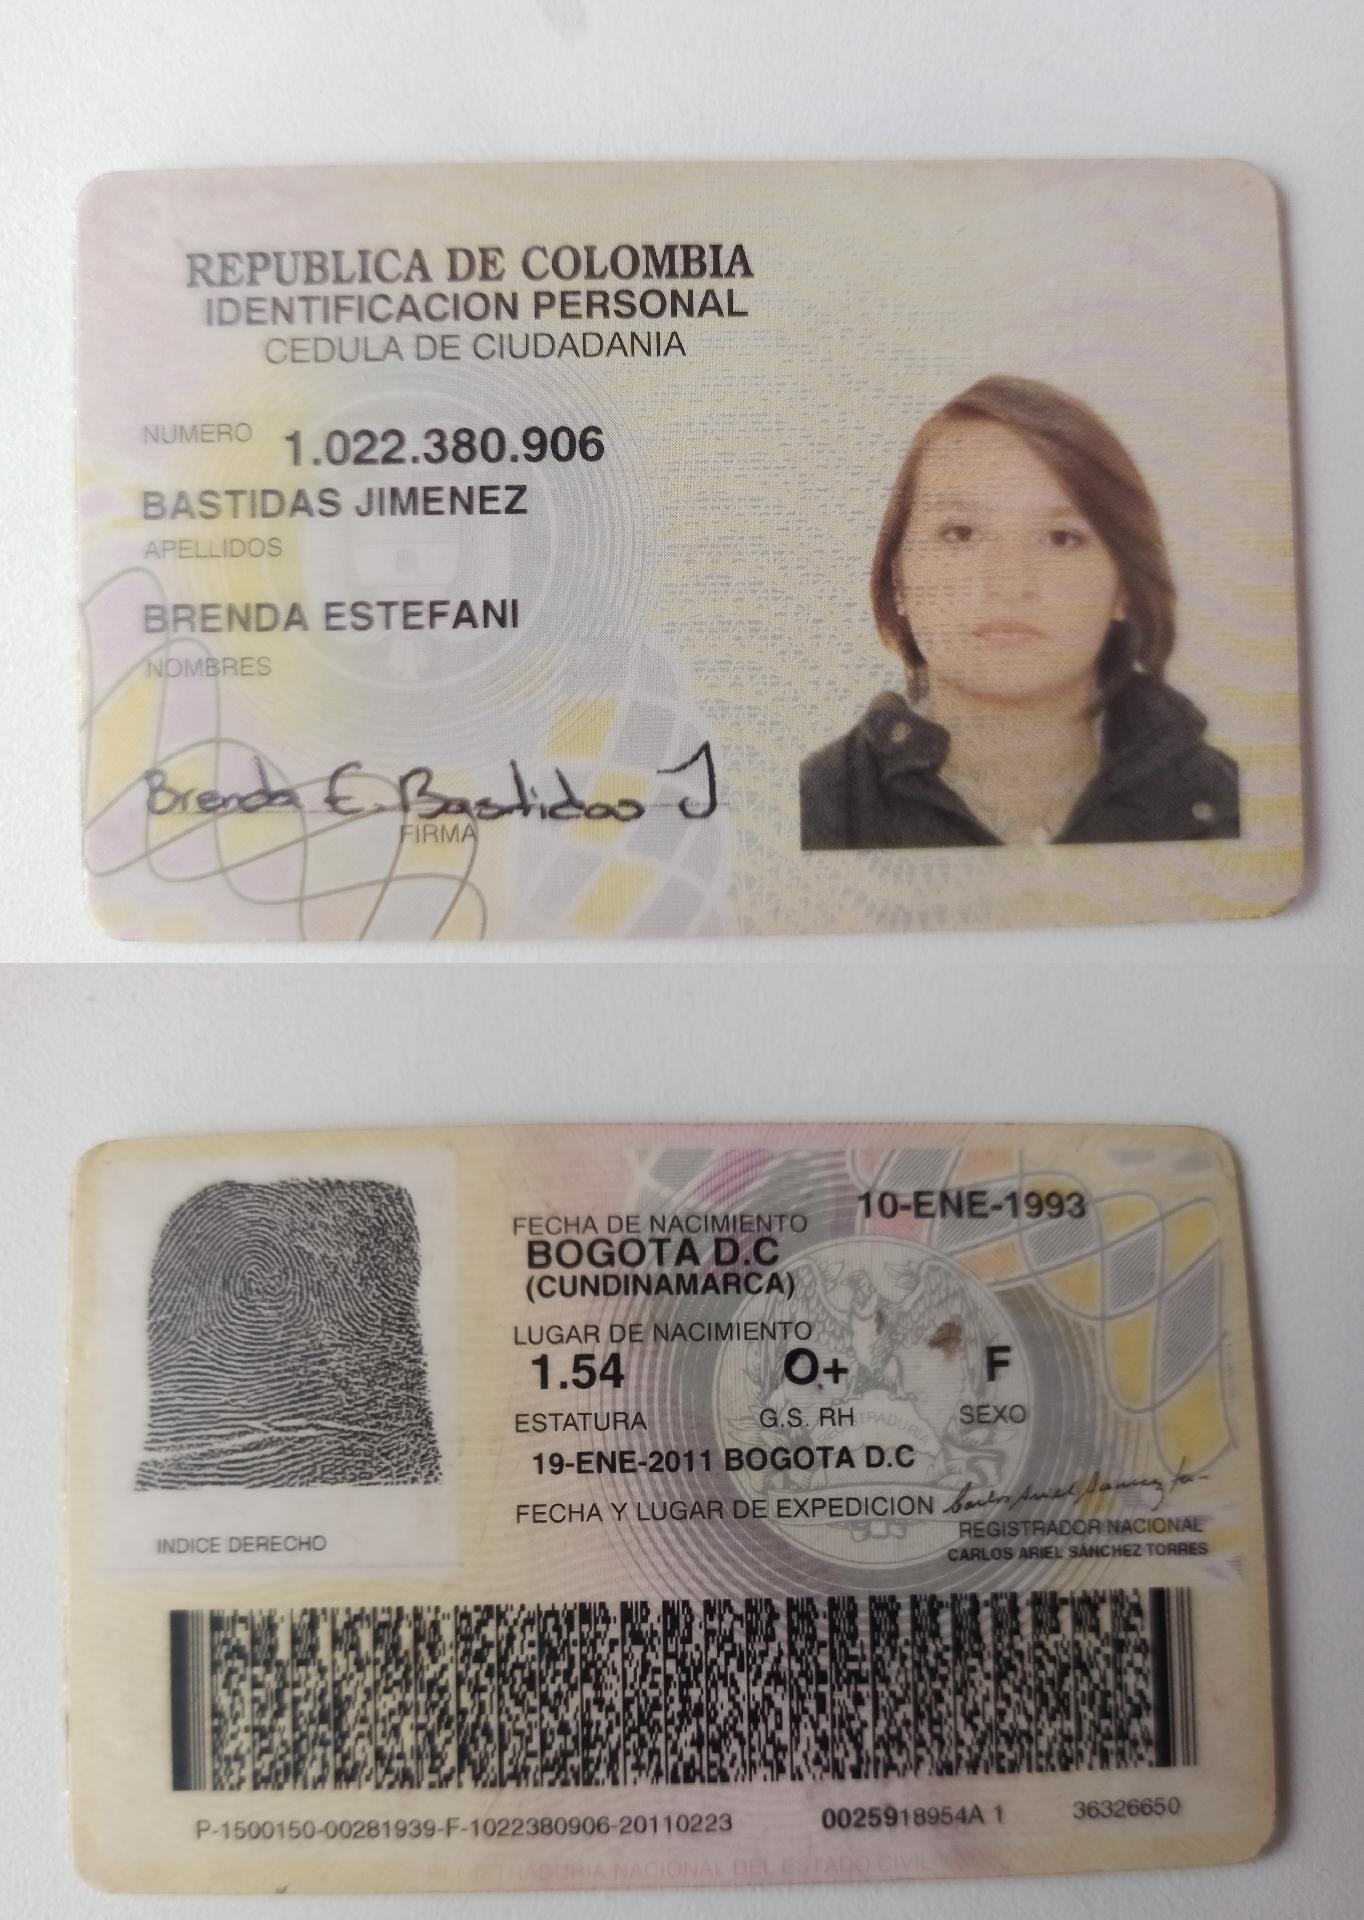 REPUBLICA DE COLOMBIA
IDENTIFICACION PERSONAL
CEDULA DE CIUDADANIA
NUMERO 1.022.380.906
BASTIDAS JIMENEZ
APELLIDOS
BRENDA ESTEFANI
NOMBRES
Brenda E. Bastidas J
FIRMA
10-ENE-1993
FECHA DE NACIMIENTO
BOGOTA D.C
(CUNDINAMARCA)
LUGAR DE NACIMIENTO
1.54 O+ F
ESTATURA G.S. RH SEXO
19-ENE-2011 BOGOTA D.C
FECHA Y LUGAR DE EXPEDICION
Carlos Ariel Sánchez
REGISTRADOR NACIONAL
CARLOS ARIEL SÁNCHEZ TORRES
INDICE DERECHO
P-1500150-00281939-F-1022380906-20110223 0025918954A 1 36326650
REGISTRADURIA NACIONAL DEL ESTADO CIVIL